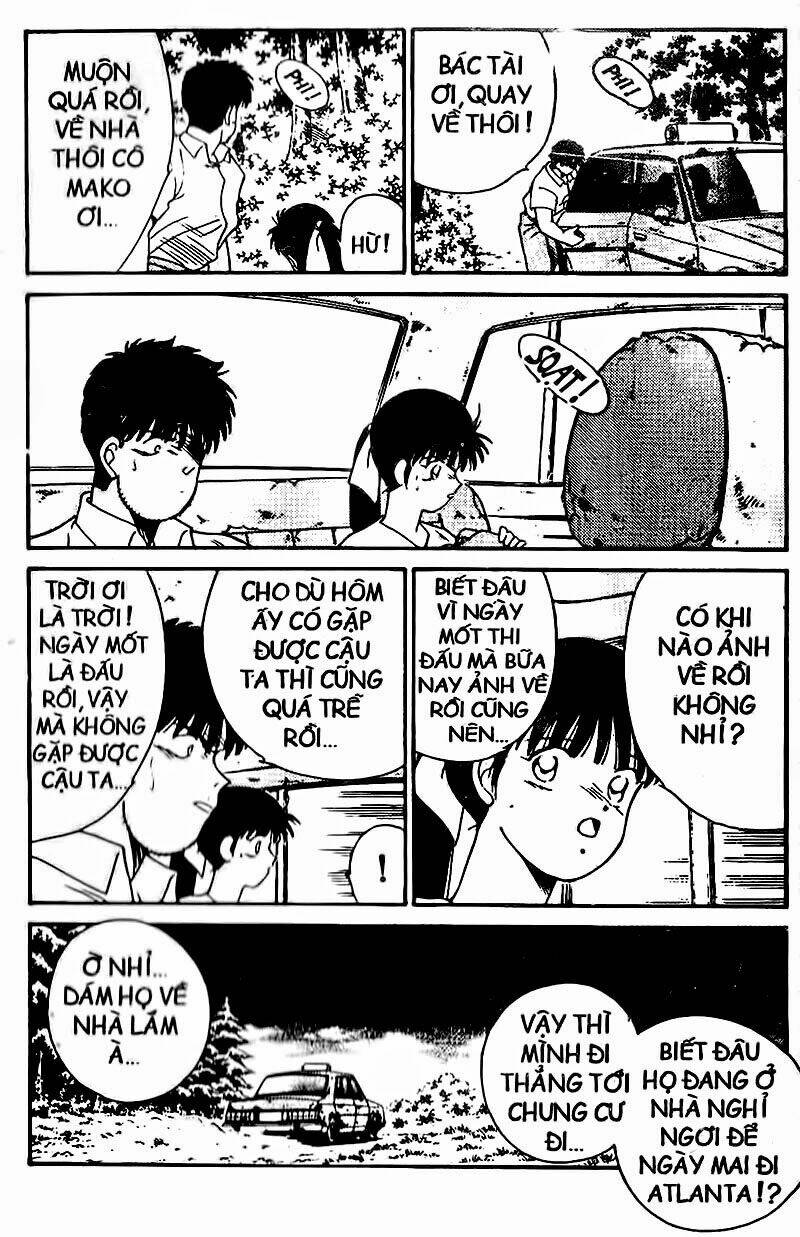 MUỘN
QUÁ RỒI,
VỀ NHÀ
THÔI CÔ
MAKO
ƠI...
PHÌ!
HỪ!
BÁC TÀI
ƠI, QUAY
VỀ THÔI!
PHÌ!
SOẠT!
TRỜI ƠI
LÀ TRỜI!
NGÀY MỐT
LÀ ĐẤU
RỒI, VẬY
MÀ KHÔNG
GẶP ĐƯỢC
CẬU TA...
CHO DÙ HÔM
ẤY CÓ GẶP
ĐƯỢC CẬU
TA THÌ CŨNG
QUÁ TRỄ
RỒI...
!
BIẾT ĐÂU
VÌ NGÀY
MỐT THI
ĐẤU MÀ BỮA
NAY ẢNH VỀ
RỒI CŨNG
NÊN...
CÓ KHI
NÀO ẢNH
VỀ RỒI
KHÔNG
NHỈ?
Ờ NHỈ...
DÁM HỌ VỀ
NHÀ LẮM
À...
VẬY THÌ
MÌNH ĐI
THẲNG TỚI
CHUNG CƯ
ĐI...
BIẾT ĐÂU
HỌ ĐANG Ở
NHÀ NGHỈ
NGƠI ĐỂ
NGÀY MAI ĐI
ATLANTA!?